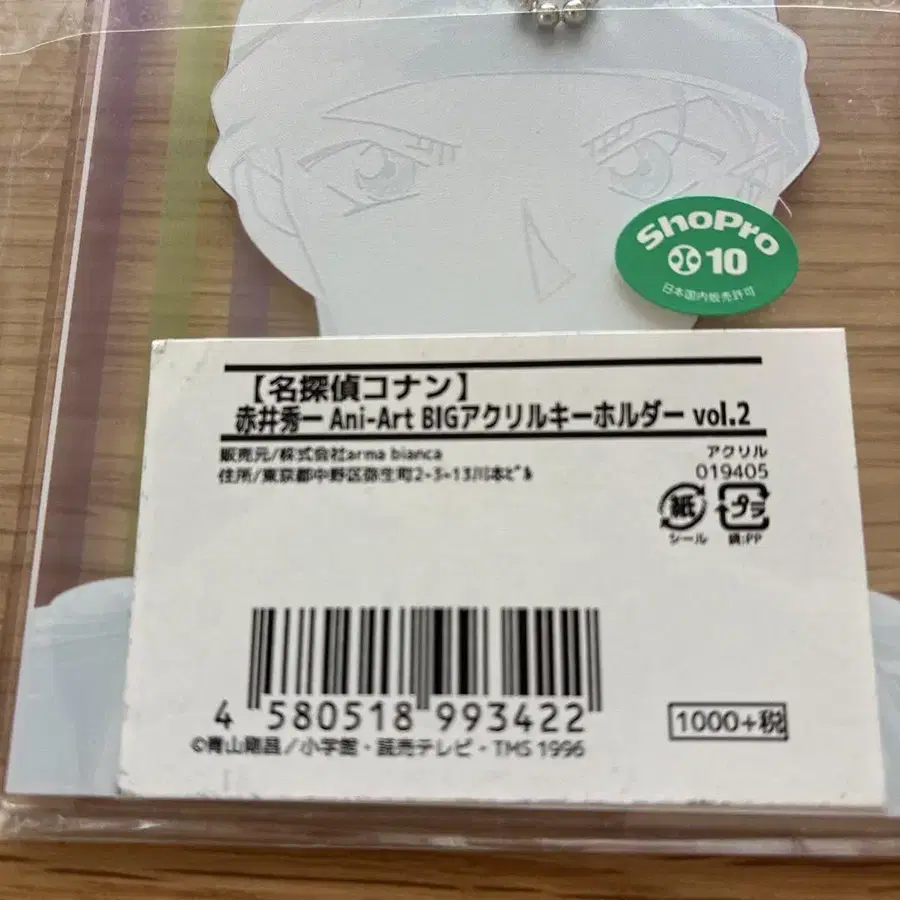 ShoPro
10
日本国内販売許可
【名探偵コナン】
赤井秀一 Ani-Art BIGアクリルキーホルダー vol.2
販売元/株式会社arma bianca
住所/東京都中野区弥生町2-3-13川本ビル
アクリル
019405
紙
プラ
シール
鎖:PP
4 580518 993422
1000+税
©青山剛昌/小学館・読売テレビ・TMS 1996